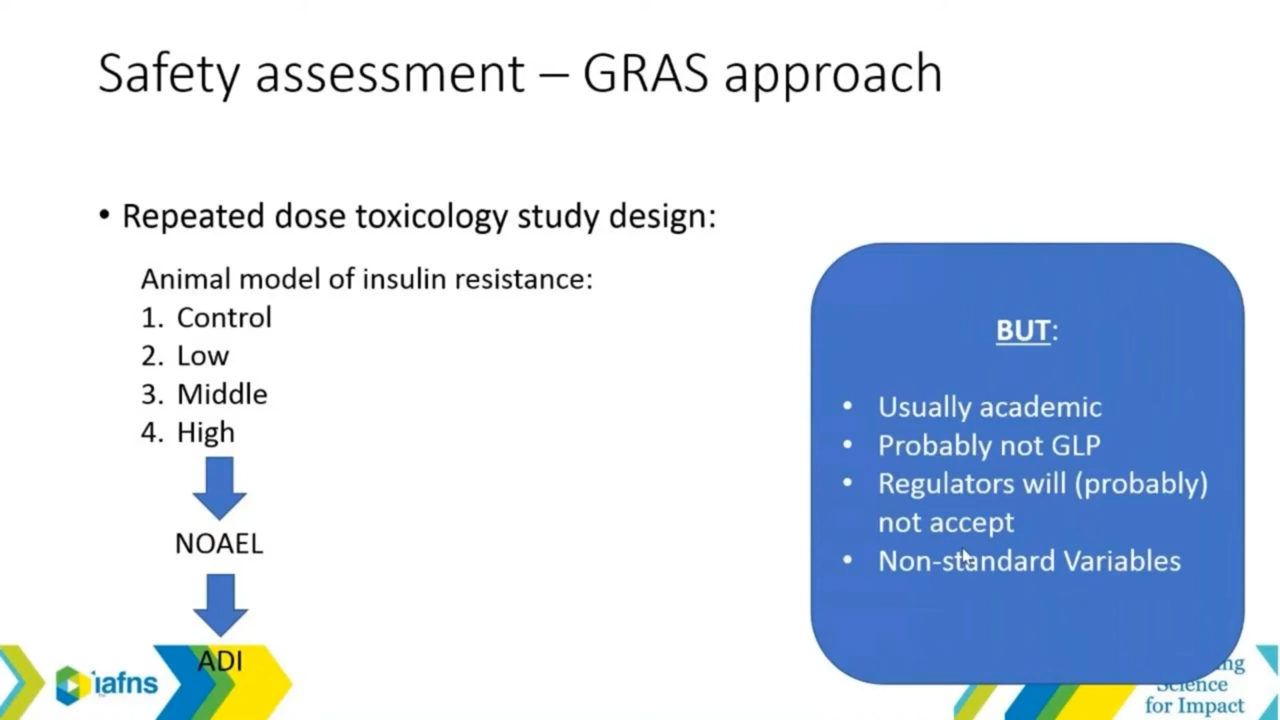 Safety assessment – GRAS approach
• Repeated dose toxicology study design:
Animal model of insulin resistance:
1. Control
2. Low
3. Middle
4. High
NOAEL
ADI
BUT:
• Usually academic
• Probably not GLP
• Regulators will (probably)
not accept
• Non-standard Variables
iafns
Science
for Impact